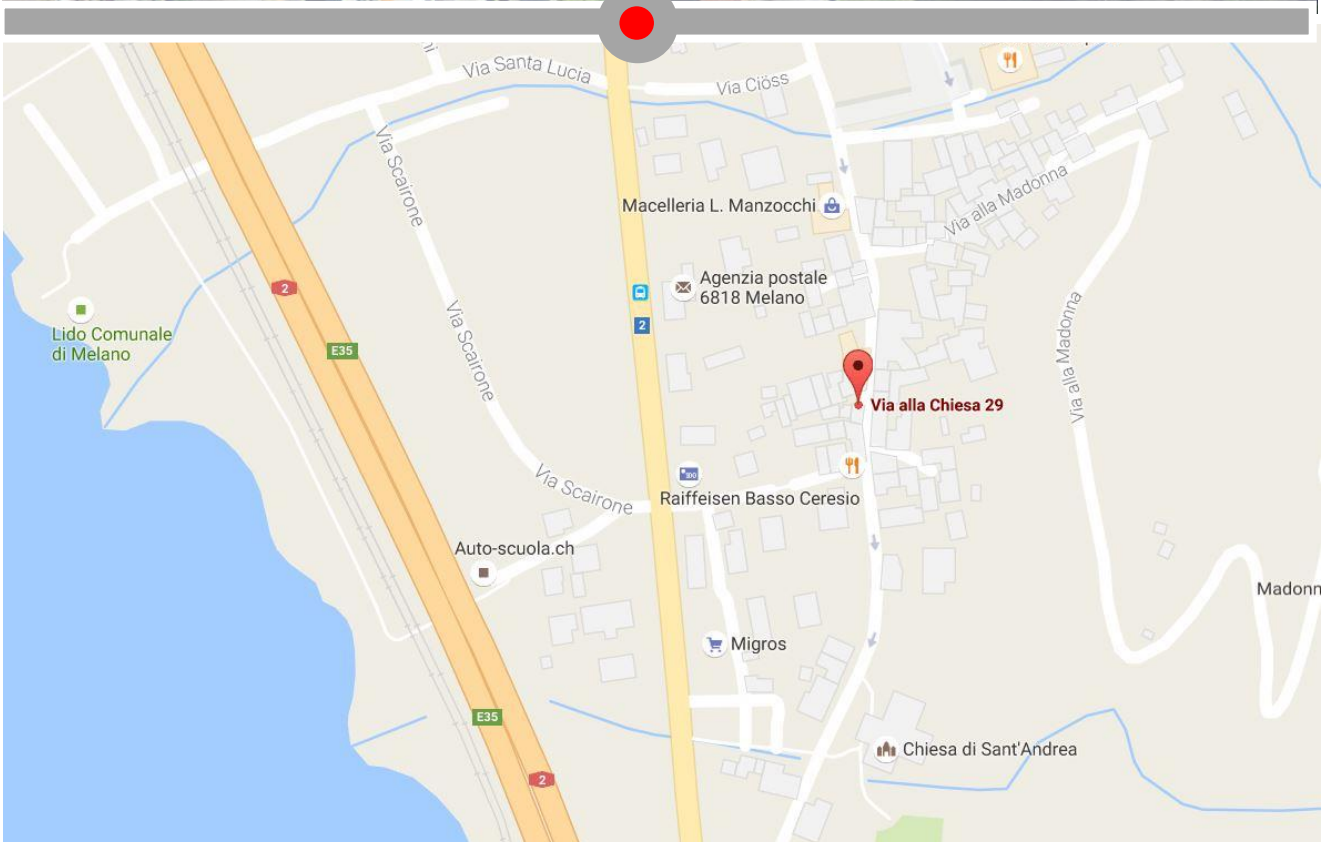 Via Santa Lucia
Via Ciöss
Via Scairone
Macelleria L. Manzocchi
Via alla Madonna
Agenzia postale
6818 Melano
2
Lido Comunale
di Melano
E35
2
Via Scairone
Via alla Madonna
Via alla Chiesa 29
100
Via Scairone
Raiffeisen Basso Ceresio
Auto-scuola.ch
Madonn
Migros
E35
Chiesa di Sant'Andrea
2